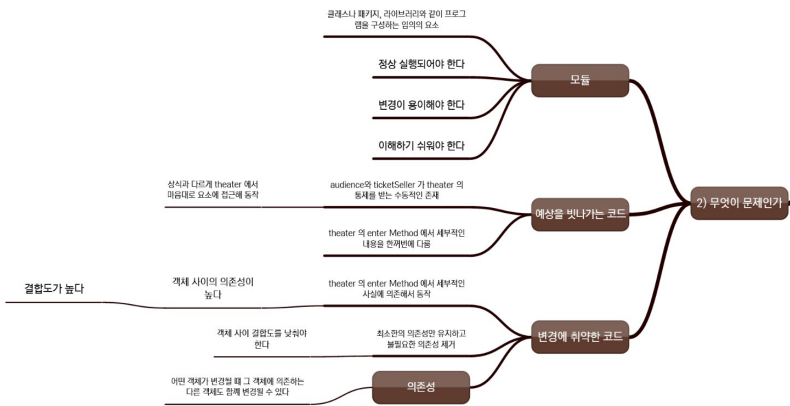 클래스나 패키지, 라이브러리와 같이 프로그
램을 구성하는 임의의 요소
정상 실행되어야 한다
모듈
변경이 용이해야 한다
이해하기 쉬워야 한다
상식과 다르게 theater 에서
마음대로 요소에 접근해 동작
audience와 ticketSeller 가 theater 의
통제를 받는 수동적인 존재
예상을 빗나가는 코드
2) 무엇이 문제인가
theater 의 enter Method 에서 세부적인
내용을 한꺼번에 다룸
결합도가 높다
객체 사이의 의존성이
높다
theater 의 enter Method 에서 세부적인
사실에 의존해서 동작
객체 사이 결합도를 낮춰야
한다
최소한의 의존성만 유지하고
불필요한 의존성 제거
변경에 취약한 코드
어떤 객체가 변경될 때 그 객체에 의존하는
다른 객체도 함께 변경될 수 있다
의존성